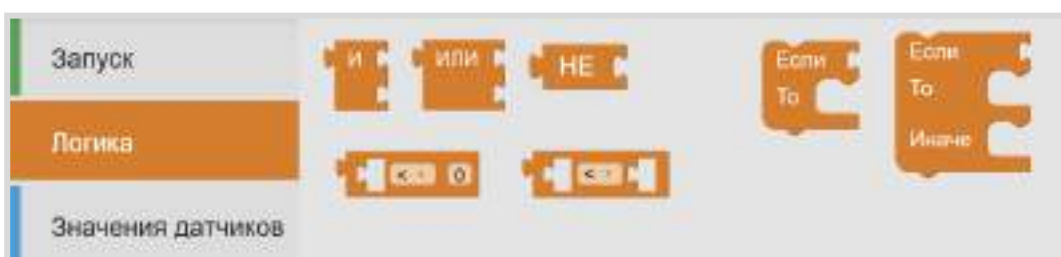 Запуск
Логика
Значения датчиков
И
ИЛИ
НЕ
Если
То
Если
То
Иначе
< 0
<